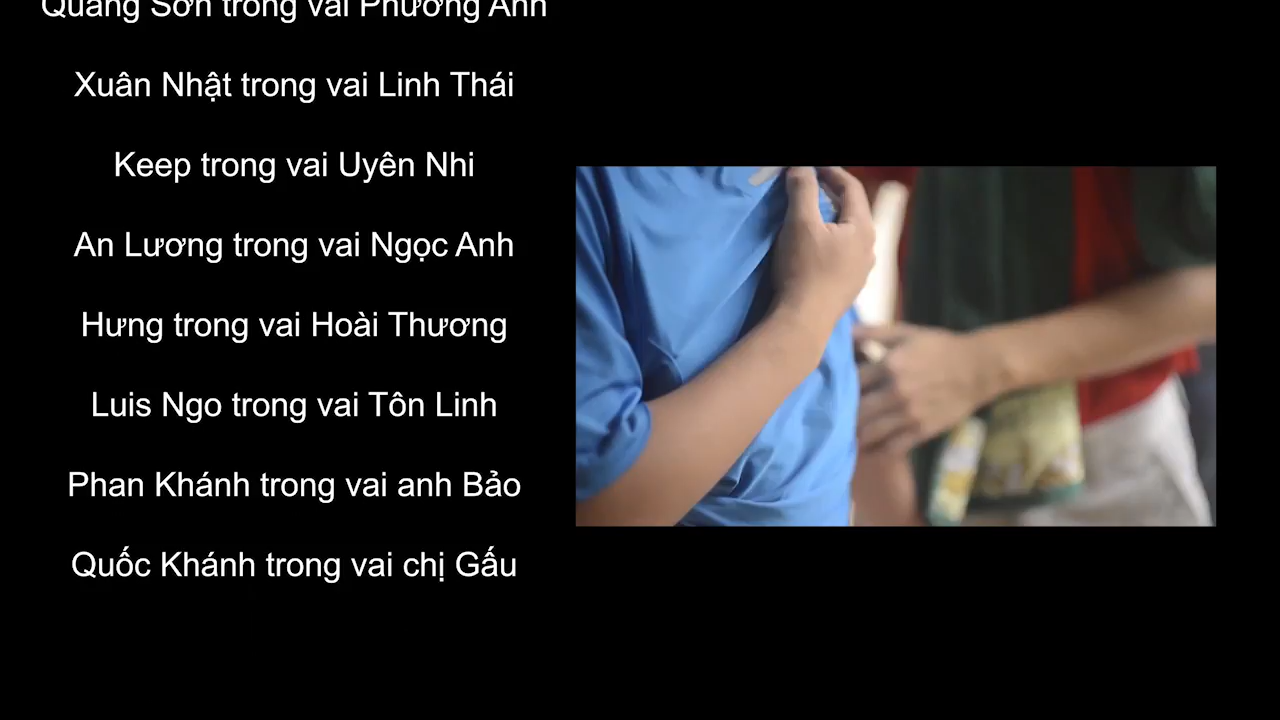 Quang Sơn trong vai Phương Anh
Xuân Nhật trong vai Linh Thái
Keep trong vai Uyên Nhi
An Lương trong vai Ngọc Anh
Hưng trong vai Hoài Thương
Luis Ngo trong vai Tôn Linh
Phan Khánh trong vai anh Bảo
Quốc Khánh trong vai chị Gấu